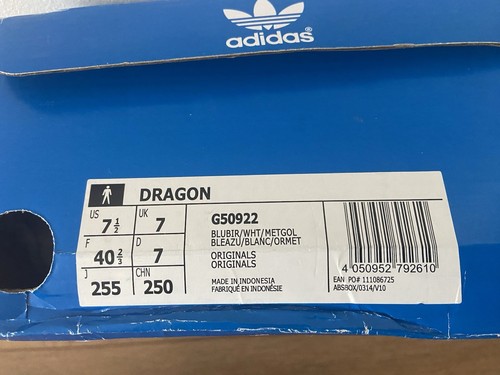 adidas®
DRAGON
US 7 1/2 UK 7
F 40 2/3 D 7
J 255 CHN 250
G50922
BLUBIR/WHT/METGOL
BLEAZU/BLANC/ORMET
ORIGINALS
ORIGINALS
MADE IN INDONESIA
FABRIQUÉ EN INDONÉSIE
4 050952 792610
EAN PO# 111086725
ABSBOX/0314/V10